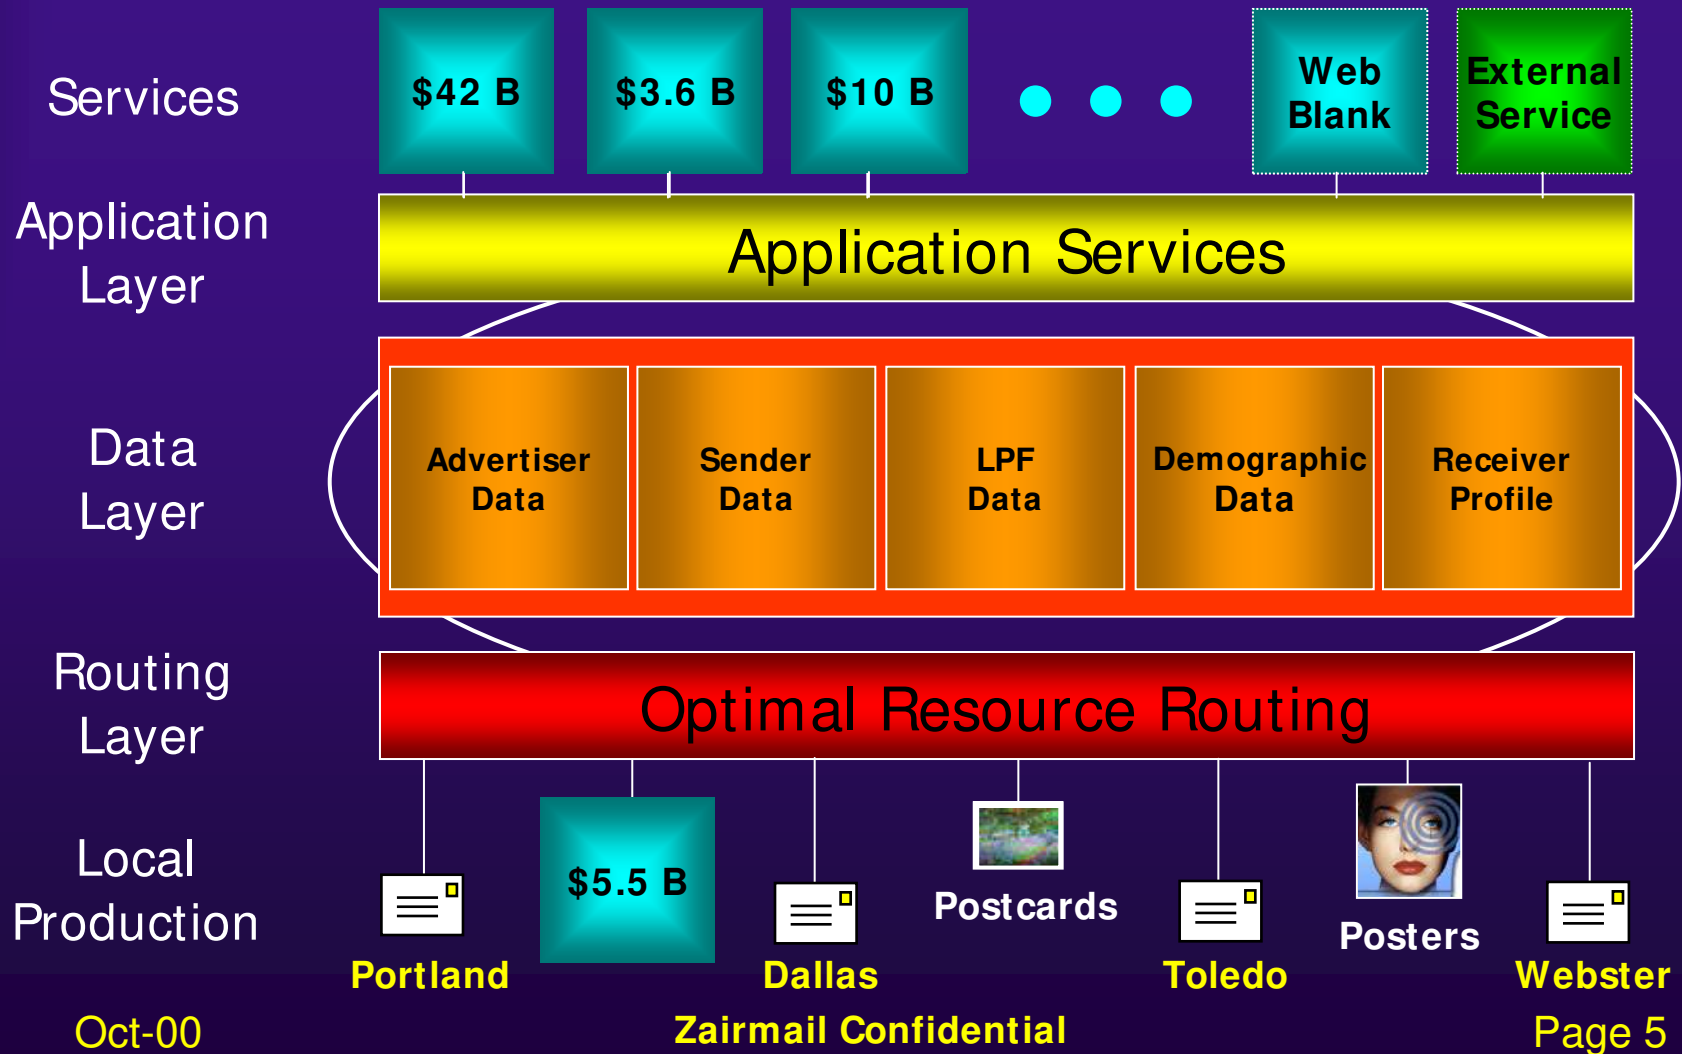 Services
$42 B
$3.6 B
$10 B
Web
Blank
External
Service
Application
Layer
Application Services
Data
Layer
Advertiser
Data
Sender
Data
LPF
Data
Demographic
Data
Receiver
Profile
Routing
Layer
Optimal Resource Routing
Local
Production
Portland
$5.5 B
Dallas
Postcards
Toledo
Posters
Webster
Oct-00
Zairmail Confidential
Page 5